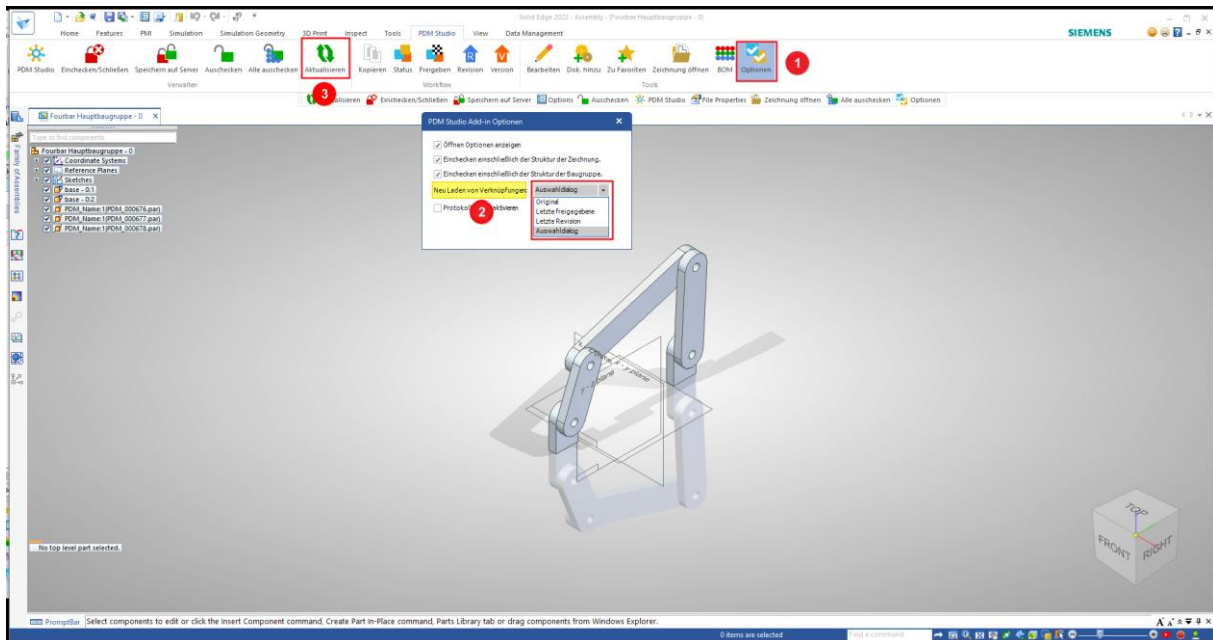 Solid Edge 2022 - Assembly - [Fourbar Hauptbaugruppe - 0]
Home Features PMI Simulation Simulation Geometry 3D Print Inspect Tools PDM Studio View Data Management
SIEMENS
PDM Studio Einchecken/Schließen Speichern auf Server Auschecken Alle auschecken Aktualisieren Kopieren Status Freigeben Revision Version Bearbeiten Dok. hinzu Zu Favoriten Zeichnung öffnen BOM Optionen
1
3
Verwalten Workflow Tools
Einchecken/Schließen Speichern auf Server Options Auschecken PDM Studio File Properties Zeichnung öffnen Alle auschecken Optionen
Fourbar Hauptbaugruppe - 0
Type to find components
Family of Assemblies
Fourbar Hauptbaugruppe - 0
Coordinate Systems
Reference Planes
Sketches
base - 0:1
base - 0:2
PDM_Name:1(PDM_000676.par)
PDM_Name:1(PDM_000677.par)
PDM_Name:1(PDM_000678.par)
PDM Studio Add-in Optionen
Öffnen Optionen anzeigen
Einchecken einschließlich der Struktur der Zeichnung.
Einchecken einschließlich der Struktur der Baugruppe.
Neu Laden von Verknüpfungen: Auswahldialog
2
Original
Letzte freigegebene
Letzte Revision
Auswahldialog
x - y plane
y - z plane
TOP
FRONT
RIGHT
No top level part selected.
PromptBar Select components to edit or click the Insert Component command, Create Part In-Place command, Parts Library tab or drag components from Windows Explorer.
0 items are selected
Find a command